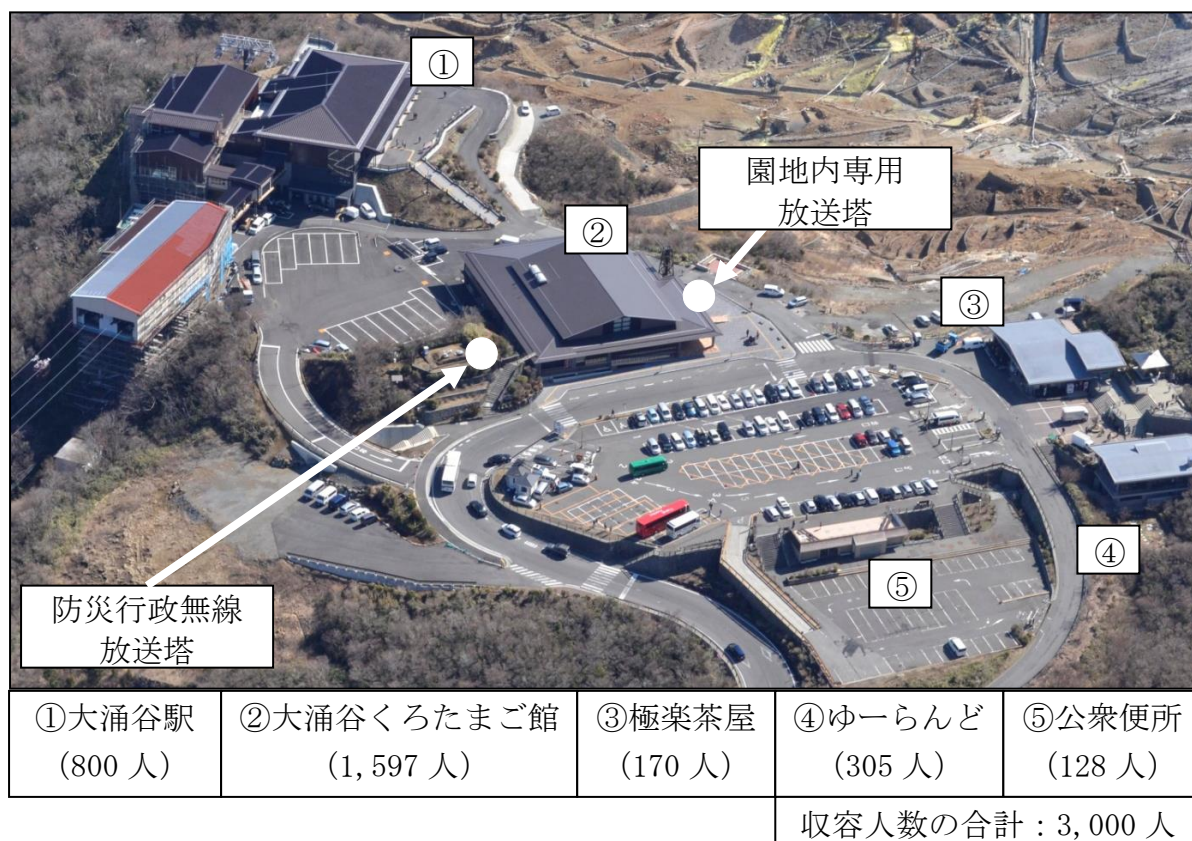 ①
園地内専用
放送塔
②
③
④
⑤
防災行政無線
放送塔
①大涌谷駅
(800 人)
②大涌谷くろたまご館
(1,597 人)
③極楽茶屋
(170 人)
④ゆーらんど
(305 人)
⑤公衆便所
(128 人)
収容人数の合計：3,000 人